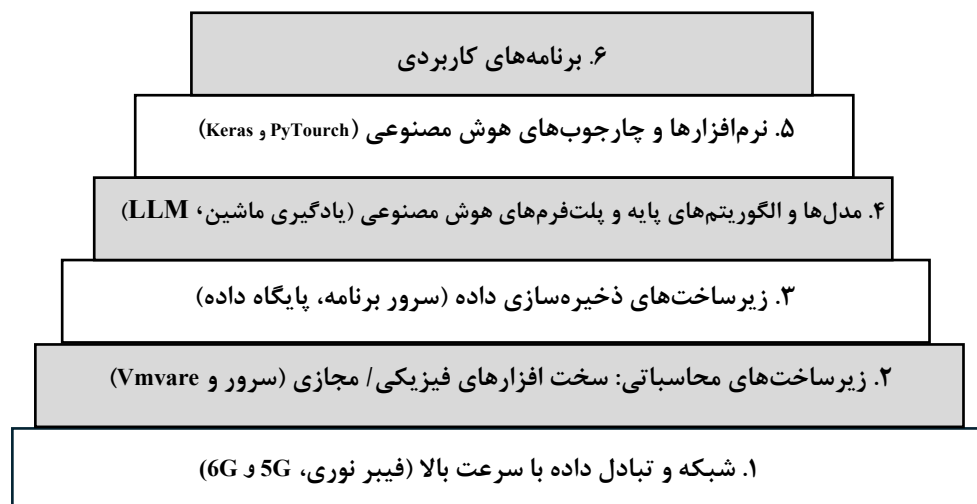 ۶. برنامه‌های کاربردی
۵. نرم‌افزارها و چارجوب‌های هوش مصنوعی (PyTourch و Keras)
۴. مدل‌ها و الگوریتم‌های پایه و پلت‌فرم‌های هوش مصنوعی (یادگیری ماشین، LLM)
۳. زیرساخت‌های ذخیره‌سازی داده (سرور برنامه، پایگاه داده)
۲. زیرساخت‌های محاسباتی: سخت افزارهای فیزیکی/ مجازی (سرور و Vmvare)
۱. شبکه و تبادل داده با سرعت بالا (فیبر نوری، 5G و 6G)